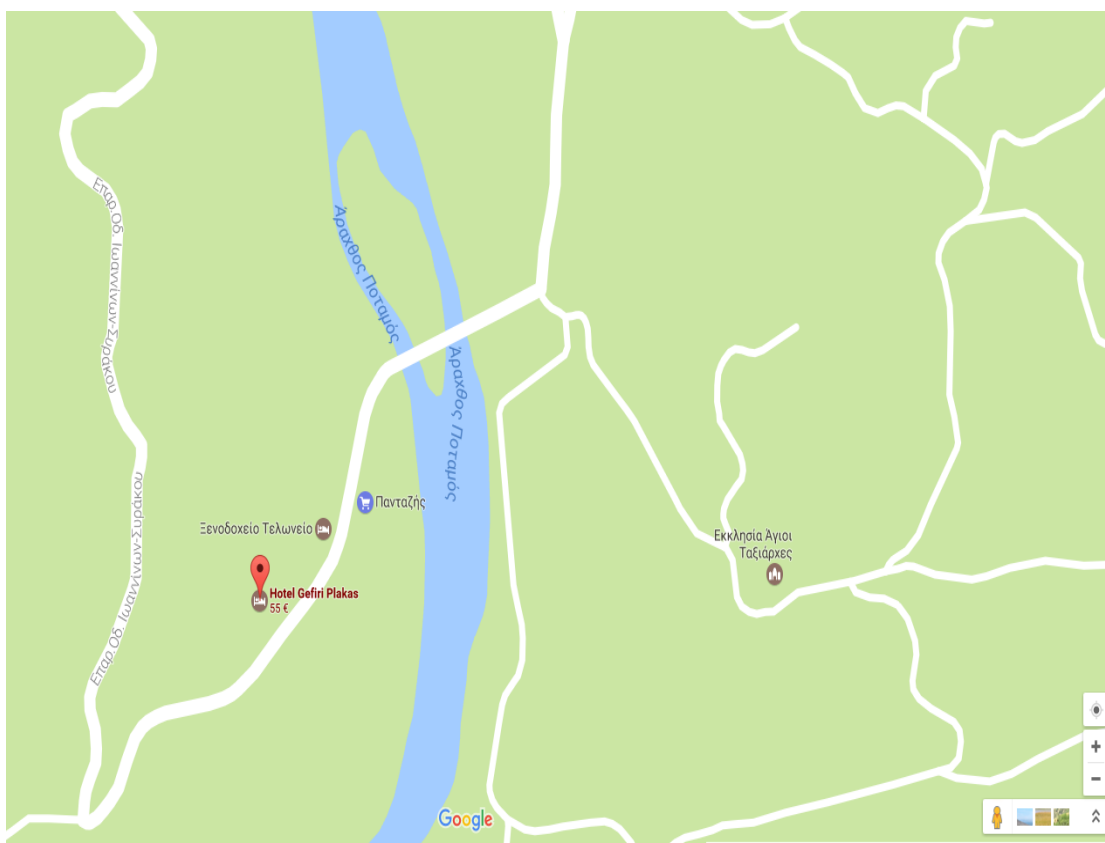 Επαρ.Οδ. Ιωαννίνων-Συράκου
Άραχθος Ποταμός
Άραχθος Ποταμός
Πανταζής
Ξενοδοχείο Τελωνείο
Εκκλησία Άγιοι
Ταξιάρχες
Hotel Gefiri Plakas
55 €
Επαρ.Οδ. Ιωαννίνων-Συράκου
Google